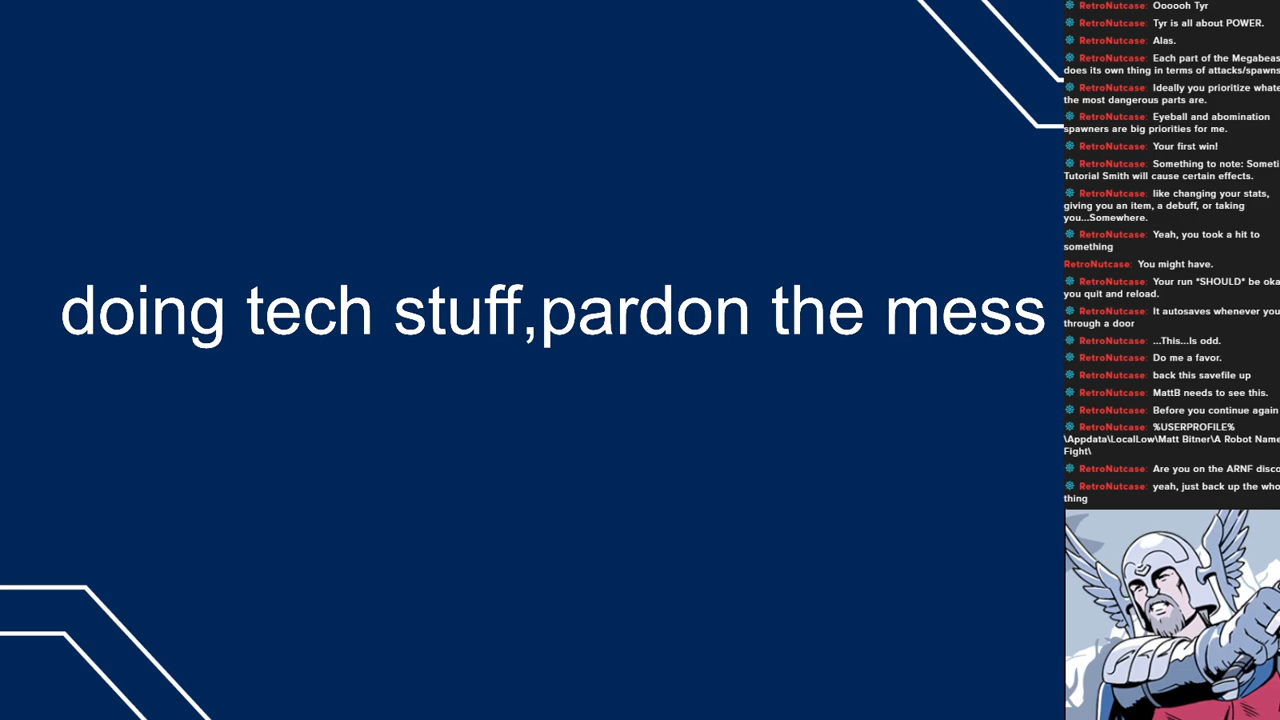 doing tech stuff,pardon the mess
RetroNutcase: Oooooh Tyr
RetroNutcase: Tyr is all about POWER.
RetroNutcase: Alas.
RetroNutcase: Each part of the Megabeas
does its own thing in terms of attacks/spawns
RetroNutcase: Ideally you prioritize whate
the most dangerous parts are.
RetroNutcase: Eyeball and abomination
spawners are big priorities for me.
RetroNutcase: Your first win!
RetroNutcase: Something to note: Someti
Tutorial Smith will cause certain effects.
RetroNutcase: like changing your stats,
giving you an item, a debuff, or taking
you...Somewhere.
RetroNutcase: Yeah, you took a hit to
something
RetroNutcase: You might have.
RetroNutcase: Your run *SHOULD* be oka
you quit and reload.
RetroNutcase: It autosaves whenever you
through a door
RetroNutcase: ...This...Is odd.
RetroNutcase: Do me a favor.
RetroNutcase: back this savefile up
RetroNutcase: MattB needs to see this.
RetroNutcase: Before you continue again
RetroNutcase: %USERPROFILE%
\Appdata\LocalLow\Matt Bitner\A Robot Name
Fight\
RetroNutcase: Are you on the ARNF disco
RetroNutcase: yeah, just back up the who
thing